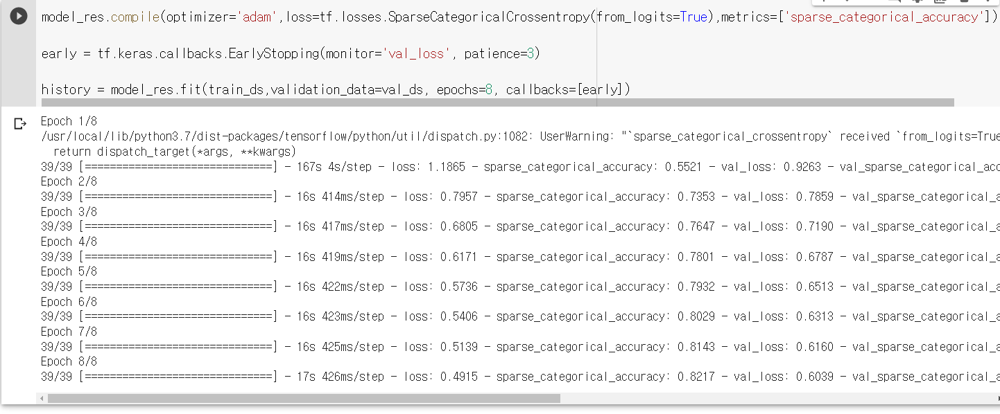 model_res.compile(optimizer='adam',loss=tf.losses.SparseCategoricalCrossentropy(from_logits=True),metrics=['sparse_categorical_accuracy'])
early = tf.keras.callbacks.EarlyStopping(monitor='val_loss', patience=3)
history = model_res.fit(train_ds,validation_data=val_ds, epochs=8, callbacks=[early])
Epoch 1/8
/usr/local/lib/python3.7/dist-packages/tensorflow/python/util/dispatch.py:1082: UserWarning: "`sparse_categorical_crossentropy` received `from_logits=True
return dispatch_target(*args, **kwargs)
39/39 [==============================] - 167s 4s/step - loss: 1.1865 - sparse_categorical_accuracy: 0.5521 - val_loss: 0.9263 - val_sparse_categorical_acc
Epoch 2/8
39/39 [==============================] - 16s 414ms/step - loss: 0.7957 - sparse_categorical_accuracy: 0.7353 - val_loss: 0.7859 - val_sparse_categorical_a
Epoch 3/8
39/39 [==============================] - 16s 417ms/step - loss: 0.6805 - sparse_categorical_accuracy: 0.7647 - val_loss: 0.7190 - val_sparse_categorical_a
Epoch 4/8
39/39 [==============================] - 16s 419ms/step - loss: 0.6171 - sparse_categorical_accuracy: 0.7801 - val_loss: 0.6787 - val_sparse_categorical_a
Epoch 5/8
39/39 [==============================] - 16s 422ms/step - loss: 0.5736 - sparse_categorical_accuracy: 0.7932 - val_loss: 0.6513 - val_sparse_categorical_a
Epoch 6/8
39/39 [==============================] - 16s 423ms/step - loss: 0.5406 - sparse_categorical_accuracy: 0.8029 - val_loss: 0.6313 - val_sparse_categorical_a
Epoch 7/8
39/39 [==============================] - 16s 425ms/step - loss: 0.5139 - sparse_categorical_accuracy: 0.8143 - val_loss: 0.6160 - val_sparse_categorical_a
Epoch 8/8
39/39 [==============================] - 17s 426ms/step - loss: 0.4915 - sparse_categorical_accuracy: 0.8217 - val_loss: 0.6039 - val_sparse_categorical_a